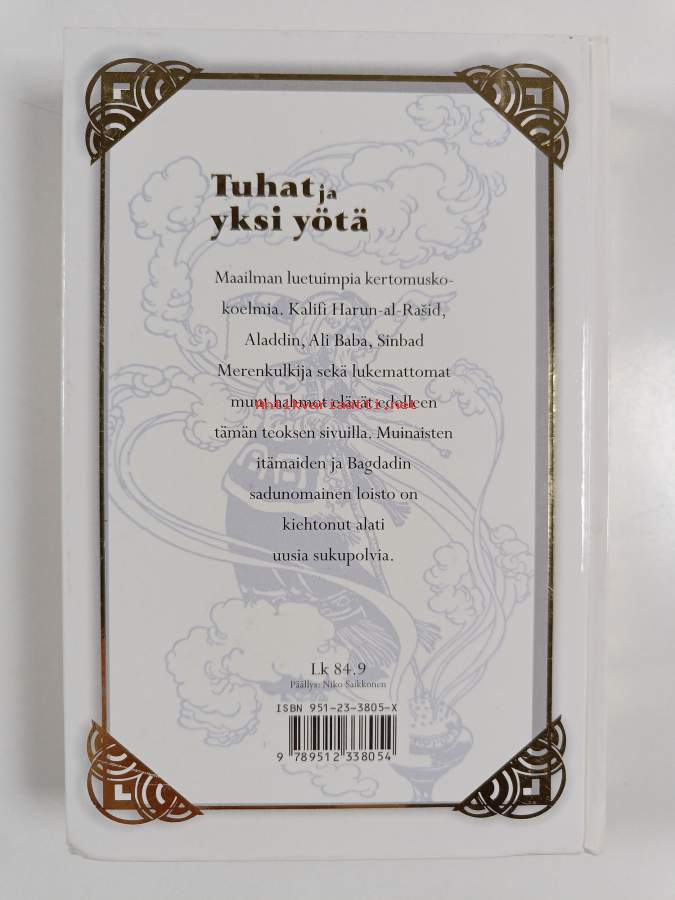 Tuhat ja
yksi yötä
Maailman luetuimpia kertomusko-
koelmia. Kalifi Harun-al-Rašid,
Aladdin, Ali Baba, Sinbad
Merenkulkija sekä lukemattomat
muut hahmot elävät edelleen
Antikvariaatti.net
tämän teoksen sivuilla. Muinaisten
itämaiden ja Bagdadin
sadunomainen loisto on
kiehtonut alati
uusia sukupolvia.
Lk 84.9
Päällys: Niko Saikkonen
ISBN 951-23-3805-X
9 789512 338054